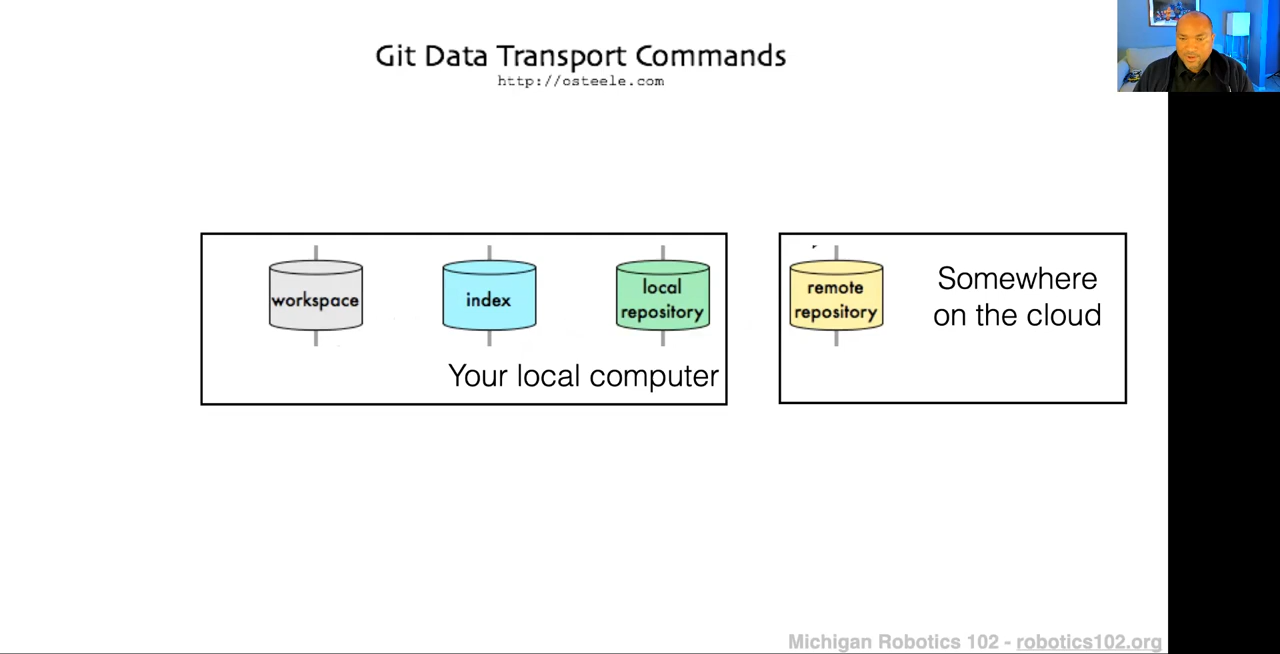 Git Data Transport Commands
http://osteele.com
workspace
index
local
repository
Your local computer
remote
repository
Somewhere
on the cloud
Michigan Robotics 102 - robotics102.org